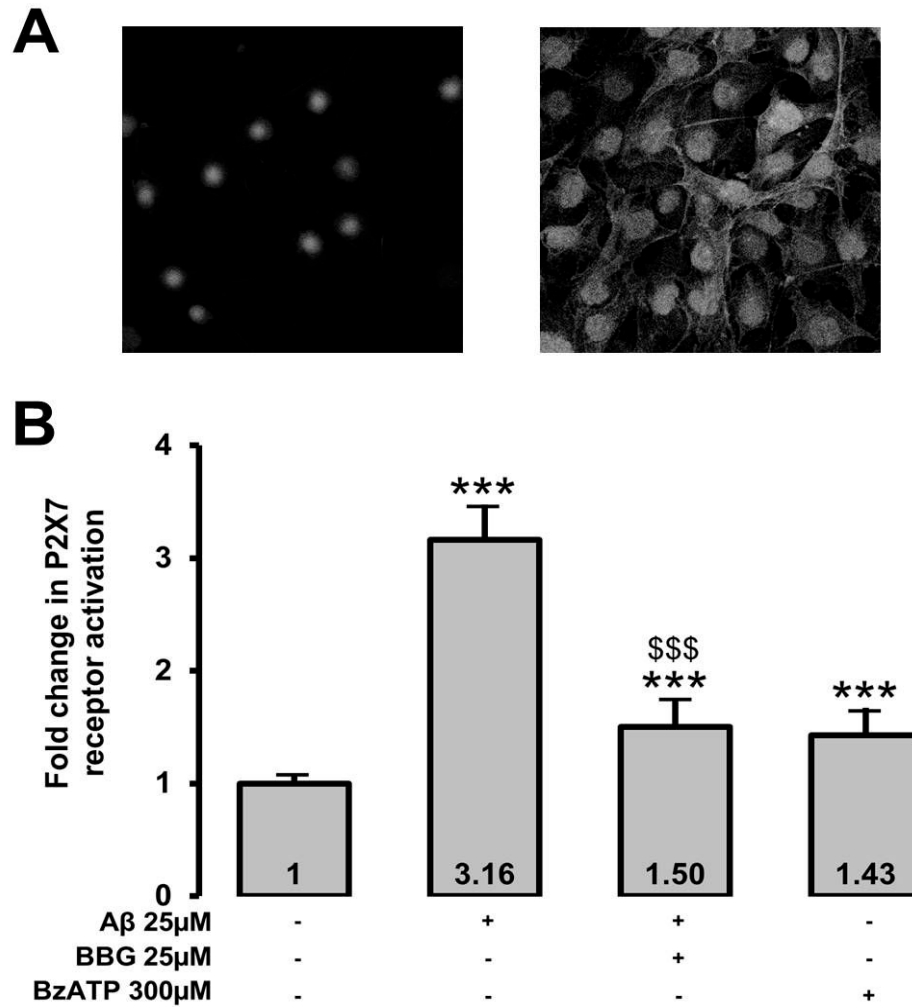 A
B
Fold change in P2X7
receptor activation
4
3
2
1
0
***
$$$
***
***
1 3.16 1.50 1.43
Aβ 25µM - + + -
BBG 25µM - - + -
BzATP 300µM - - - +